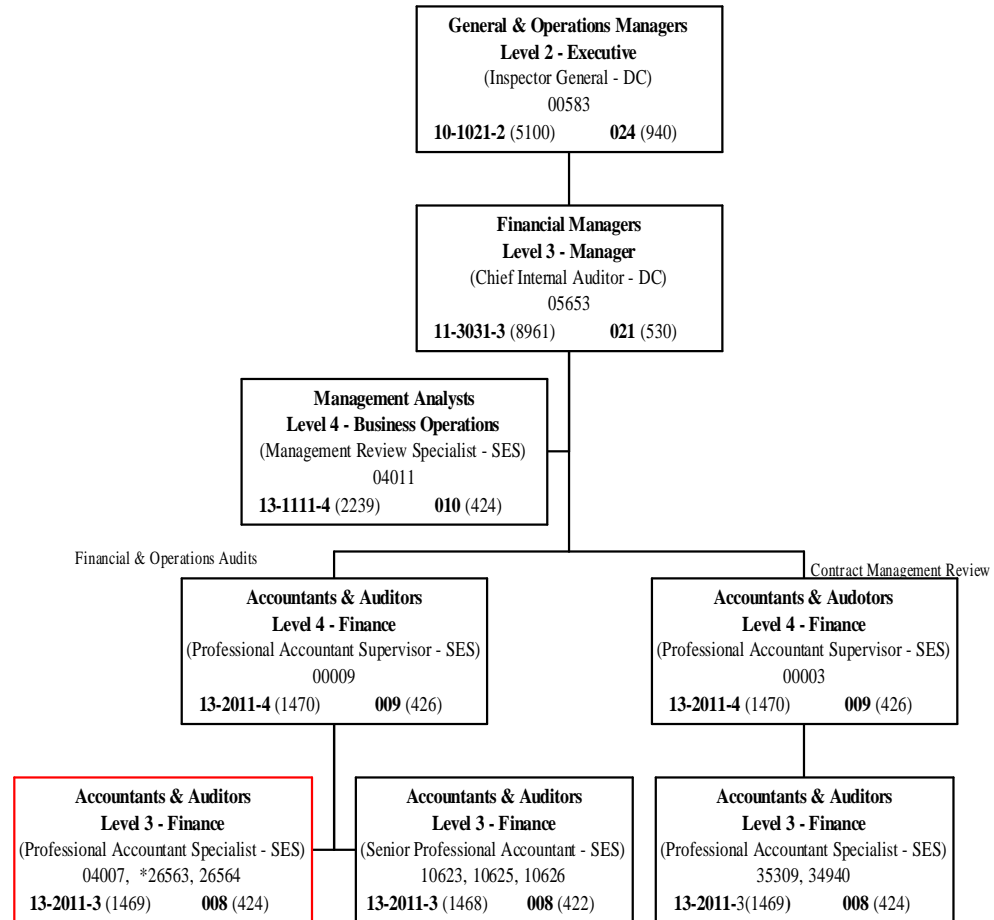 General & Operations Managers
Level 2 - Executive
(Inspector General - DC)
00583
10-1021-2 (5100) 024 (940)
Financial Managers
Level 3 - Manager
(Chief Internal Auditor - DC)
05653
11-3031-3 (8961) 021 (530)
Management Analysts
Level 4 - Business Operations
(Management Review Specialist - SES)
04011
13-1111-4 (2239) 010 (424)
Financial & Operations Audits
Accountants & Auditors
Level 4 - Finance
(Professional Accountant Supervisor - SES)
00009
13-2011-4 (1470) 009 (426)
Contract Management Review
Accountants & Audotors
Level 4 - Finance
(Professional Accountant Supervisor - SES)
00003
13-2011-4 (1470) 009 (426)
Accountants & Auditors
Level 3 - Finance
(Professional Accountant Specialist - SES)
04007, *26563, 26564
13-2011-3 (1469) 008 (424)
Accountants & Auditors
Level 3 - Finance
(Senior Professional Accountant - SES)
10623, 10625, 10626
13-2011-3 (1468) 008 (422)
Accountants & Auditors
Level 3 - Finance
(Professional Accountant Specialist - SES)
35309, 34940
13-2011-3(1469) 008 (424)